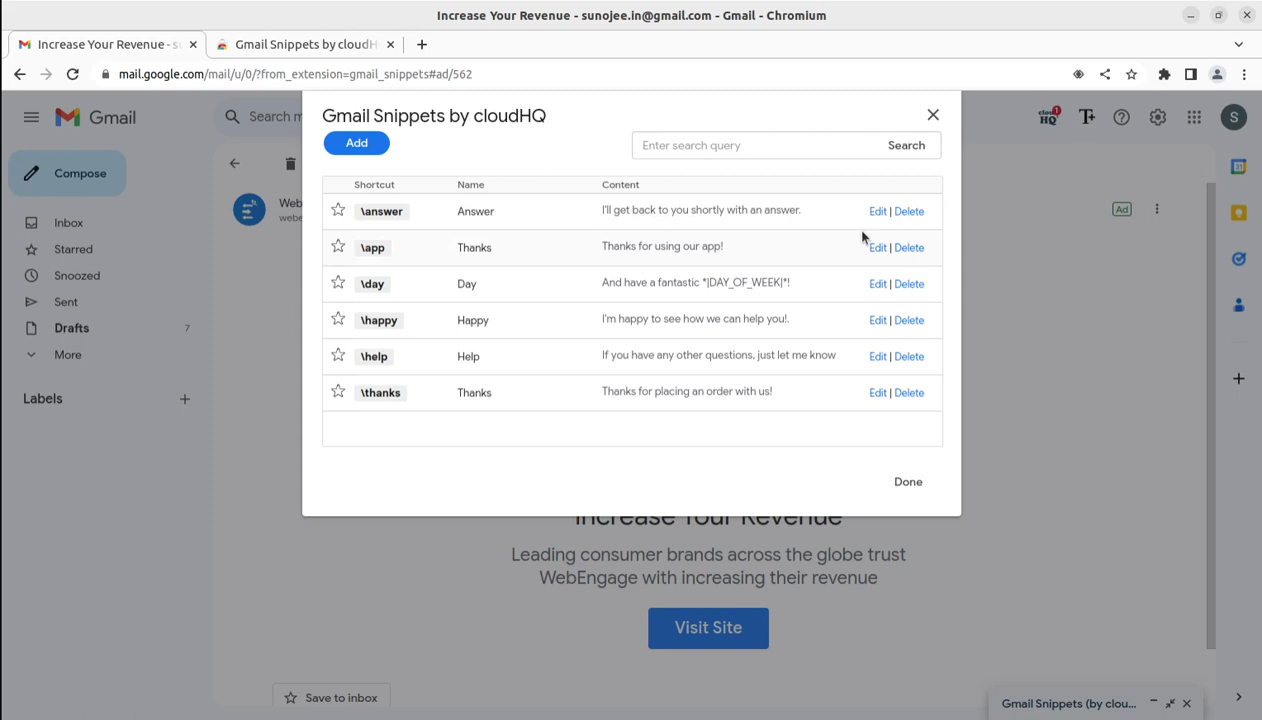 Increase Your Revenue - sunojee.in@gmail.com - Gmail - Chromium
Increase Your Revenue - su
Gmail Snippets by cloudH
mail.google.com/mail/u/0/?from_extension=gmail_snippets#ad/562
Gmail
Search m
cloud HQ 1
S
Gmail Snippets by cloudHQ
Add
Enter search query
Search
Compose
Inbox
Starred
Snoozed
Sent
Drafts 7
More
Labels
Web
webe
Ad
Shortcut Name Content
\answer Answer I'll get back to you shortly with an answer. Edit | Delete
\app Thanks Thanks for using our app! Edit | Delete
\day Day And have a fantastic *|DAY_OF_WEEK|*! Edit | Delete
\happy Happy I'm happy to see how we can help you!. Edit | Delete
\help Help If you have any other questions, just let me know Edit | Delete
\thanks Thanks Thanks for placing an order with us! Edit | Delete
Done
Increase Your Revenue
Leading consumer brands across the globe trust
WebEngage with increasing their revenue
Visit Site
Save to inbox
Gmail Snippets (by clou...